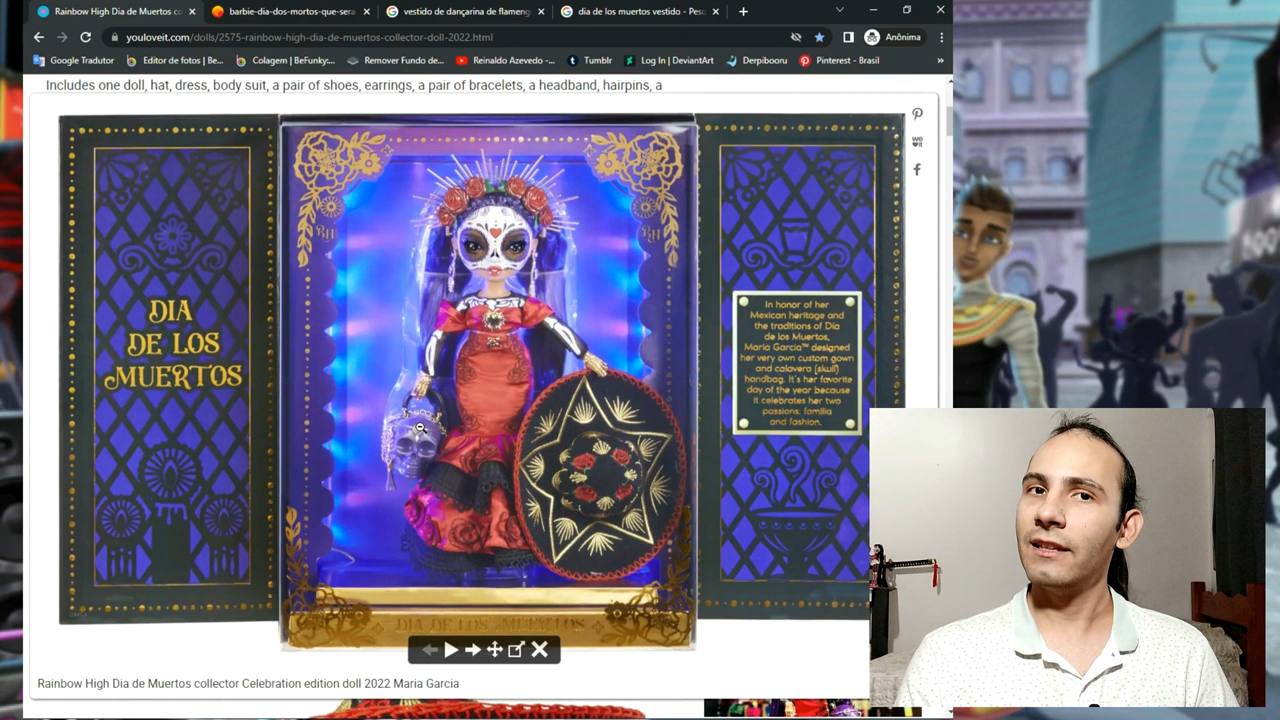 Rainbow High Dia de Muertos co
barbie-dia-dos-mortos-que-sera
vestido de dançarina de flameng
dia de los muertos vestido - Pesq
youloveit.com/dolls/2575-rainbow-high-dia-de-muertos-collector-doll-2022.html
Anônima
Google Tradutor
Editor de fotos | Be...
Colagem | BeFunky...
Remover Fundo de...
Reinaldo Azevedo -...
Tumblr
Log In | DeviantArt
Derpibooru
Pinterest - Brasil
Includes one doll, hat, dress, body suit, a pair of shoes, earrings, a pair of bracelets, a headband, hairpins, a
DIA
DE LOS
MUERTOS
In honor of her
Mexican heritage and
the traditions of Día
de los Muertos,
Maria Garcia™ designed
her very own custom gown
and calavera (skull)
handbag. It's her favorite
day of the year because
it celebrates her two
passions: familia
and fashion.
DIA DE LOS MUERTOS
Rainbow High Dia de Muertos collector Celebration edition doll 2022 Maria Garcia